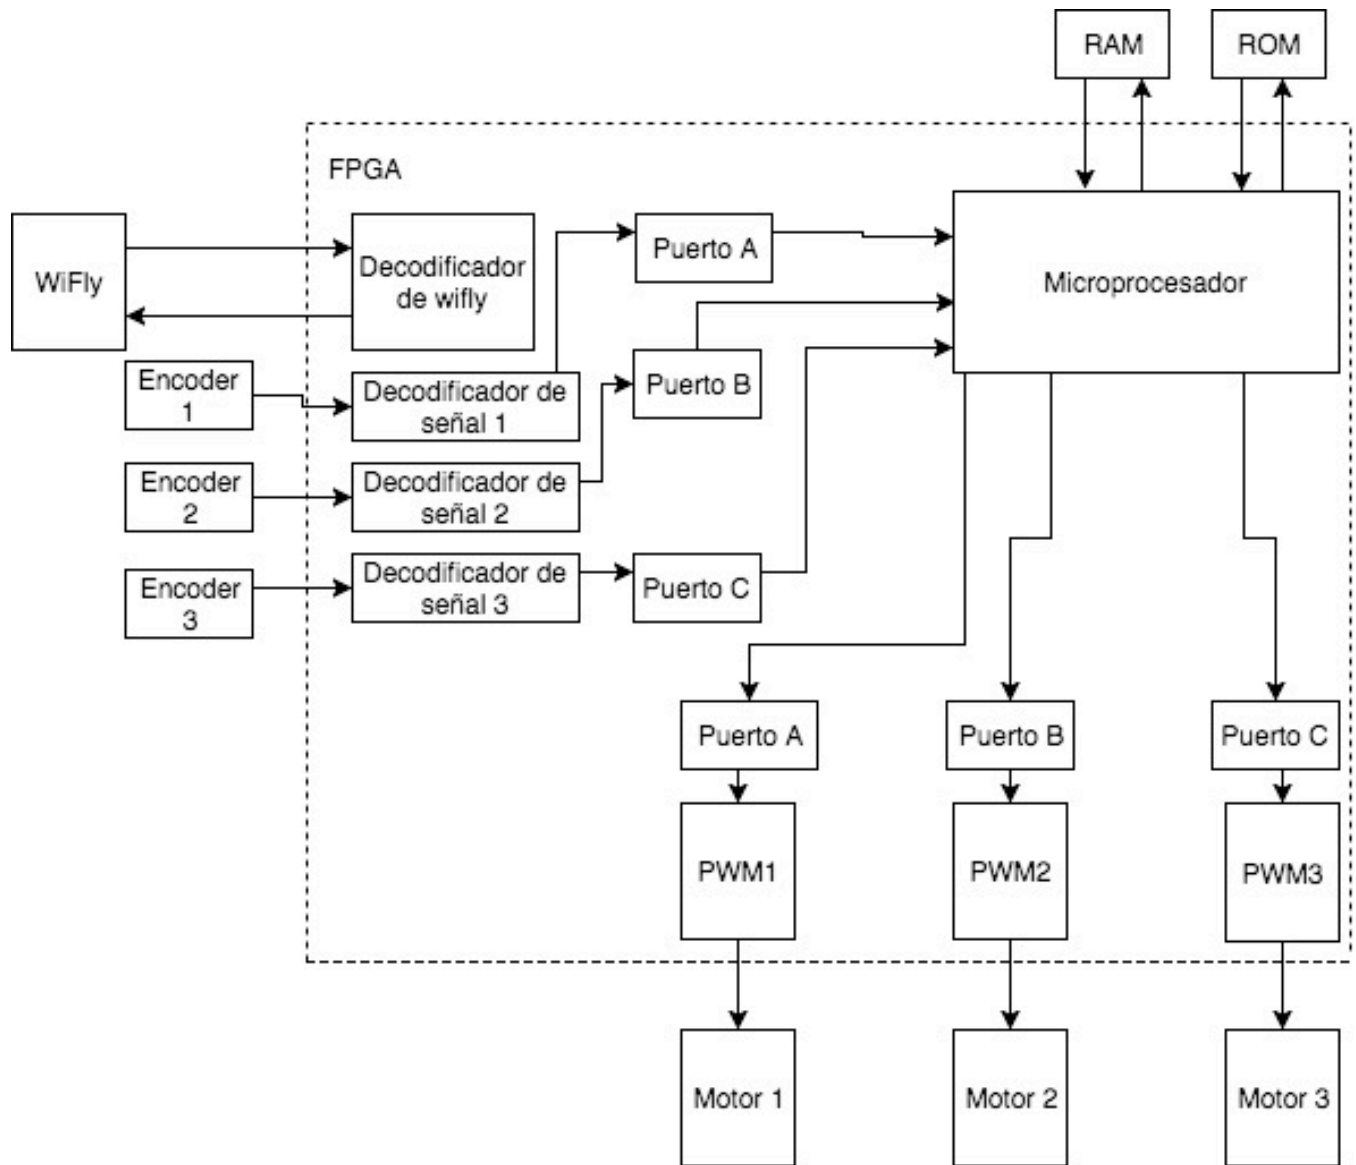 RAM
ROM
FPGA
WiFly
Decodificador
de wifly
Puerto A
Microprocesador
Encoder
1
Decodificador de
señal 1
Puerto B
Encoder
2
Decodificador de
señal 2
Encoder
3
Decodificador de
señal 3
Puerto C
Puerto A
Puerto B
Puerto C
PWM1
PWM2
PWM3
Motor 1
Motor 2
Motor 3